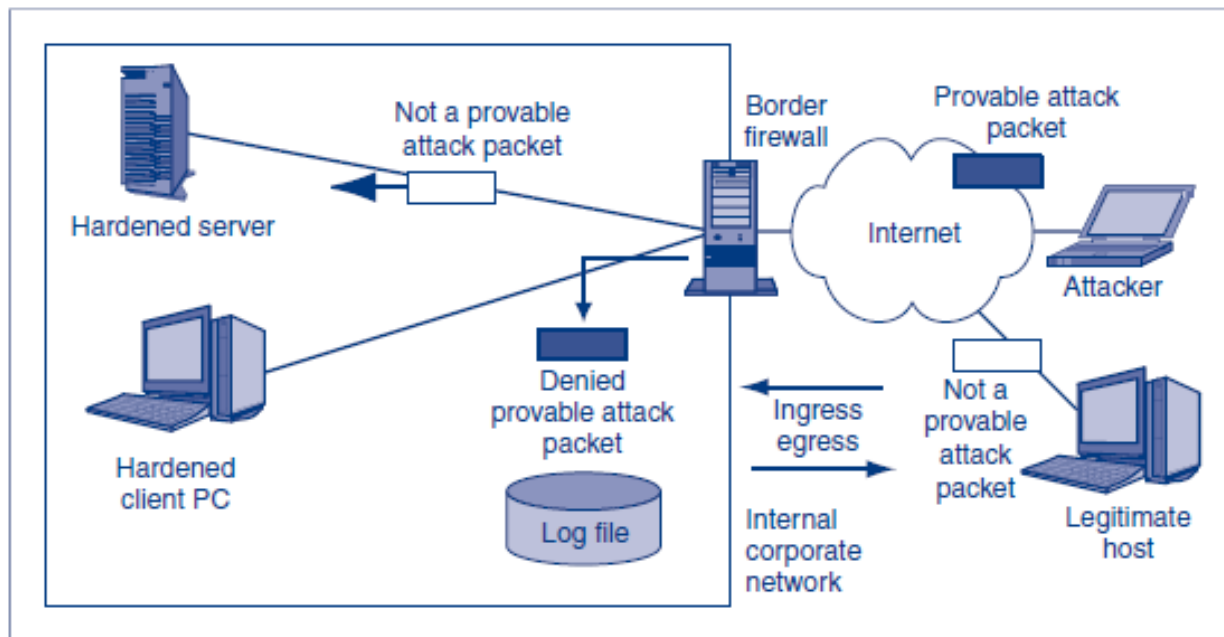 Not a provable
attack packet
Hardened server
Border
firewall
Provable attack
packet
Internet
Attacker
Hardened
client PC
Denied
provable attack
packet
Log file
Ingress
egress
Internal
corporate
network
Not a
provable
attack
packet
Legitimate
host